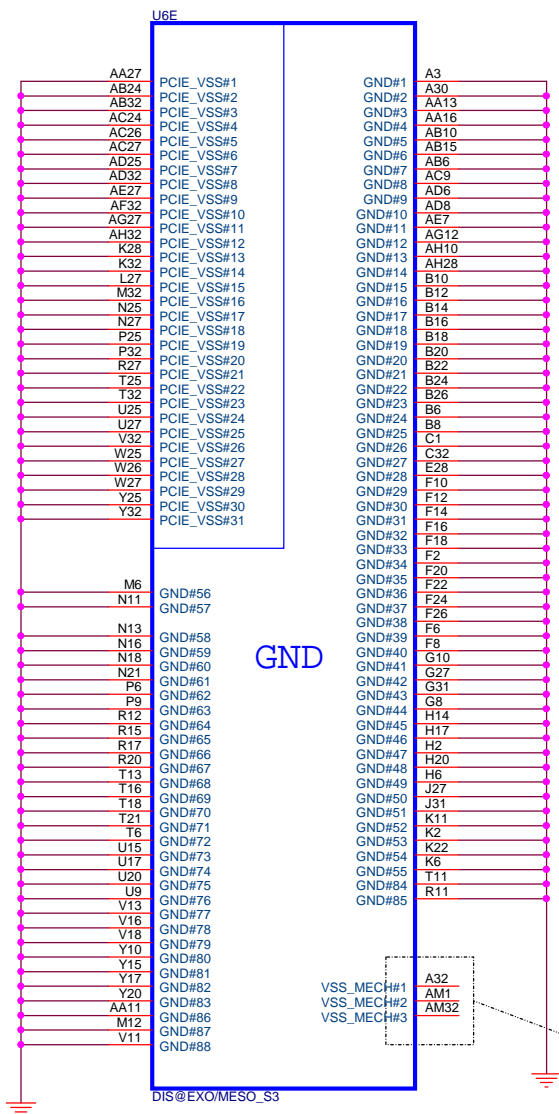 U6E
AA27 PCIE_VSS#1
AB24 PCIE_VSS#2
AB32 PCIE_VSS#3
AC24 PCIE_VSS#4
AC26 PCIE_VSS#5
AC27 PCIE_VSS#6
AD25 PCIE_VSS#7
AD32 PCIE_VSS#8
AE27 PCIE_VSS#9
AF32 PCIE_VSS#10
AG27 PCIE_VSS#11
AH32 PCIE_VSS#12
K28 PCIE_VSS#13
K32 PCIE_VSS#14
L27 PCIE_VSS#15
M32 PCIE_VSS#16
N25 PCIE_VSS#17
N27 PCIE_VSS#18
P25 PCIE_VSS#19
P32 PCIE_VSS#20
R27 PCIE_VSS#21
T25 PCIE_VSS#22
T32 PCIE_VSS#23
U25 PCIE_VSS#24
U27 PCIE_VSS#25
V32 PCIE_VSS#26
W25 PCIE_VSS#27
W26 PCIE_VSS#28
W27 PCIE_VSS#29
Y25 PCIE_VSS#30
Y32 PCIE_VSS#31
M6 GND#56
N11 GND#57
N13 GND#58
N16 GND#59
N18 GND#60
N21 GND#61
P6 GND#62
P9 GND#63
R12 GND#64
R15 GND#65
R17 GND#66
R20 GND#67
T13 GND#68
T16 GND#69
T18 GND#70
T21 GND#71
T6 GND#72
U15 GND#73
U17 GND#74
U20 GND#75
U9 GND#76
V13 GND#77
V16 GND#78
V18 GND#79
Y10 GND#80
Y15 GND#81
Y17 GND#82
Y20 GND#83
AA11 GND#86
M12 GND#87
V11 GND#88
GND
GND#1 A3
GND#2 A30
GND#3 AA13
GND#4 AA16
GND#5 AB10
GND#6 AB15
GND#7 AB6
GND#8 AC9
GND#9 AD6
GND#10 AD8
GND#11 AE7
GND#12 AG12
GND#13 AH10
GND#14 AH28
GND#15 B10
GND#16 B12
GND#17 B14
GND#18 B16
GND#19 B18
GND#20 B20
GND#21 B22
GND#22 B24
GND#23 B26
GND#24 B6
GND#25 B8
GND#26 C1
GND#27 C32
GND#28 E28
GND#29 F10
GND#30 F12
GND#31 F14
GND#32 F16
GND#33 F18
GND#34 F2
GND#35 F20
GND#36 F22
GND#37 F24
GND#38 F26
GND#39 F6
GND#40 F8
GND#41 G10
GND#42 G27
GND#43 G31
GND#44 G8
GND#45 H14
GND#46 H17
GND#47 H2
GND#48 H20
GND#49 H6
GND#50 J27
GND#51 J31
GND#52 K11
GND#53 K2
GND#54 K22
GND#55 K6
GND#84 T11
GND#85 R11
VSS_MECH#1 A32
VSS_MECH#2 AM1
VSS_MECH#3 AM32
DIS@EXO/MESO_S3